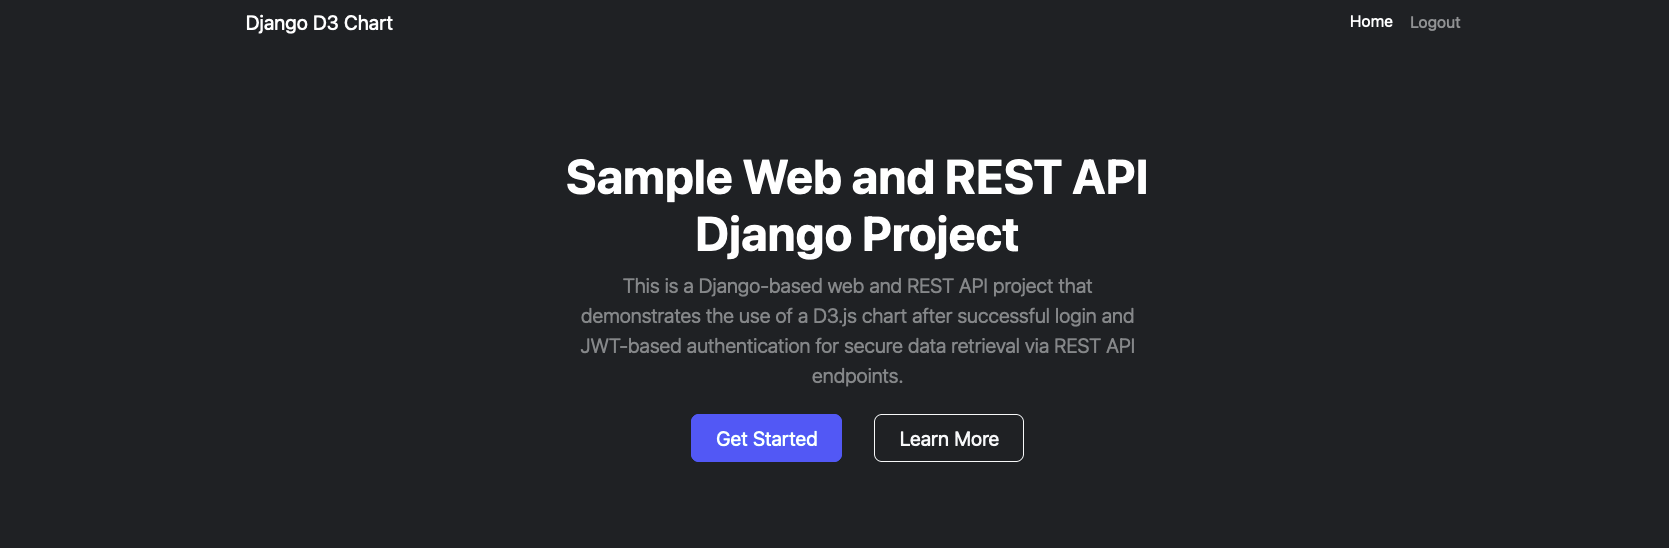 Django D3 Chart
Home Logout
Sample Web and REST API
Django Project
This is a Django-based web and REST API project that
demonstrates the use of a D3.js chart after successful login and
JWT-based authentication for secure data retrieval via REST API
endpoints.
Get Started
Learn More